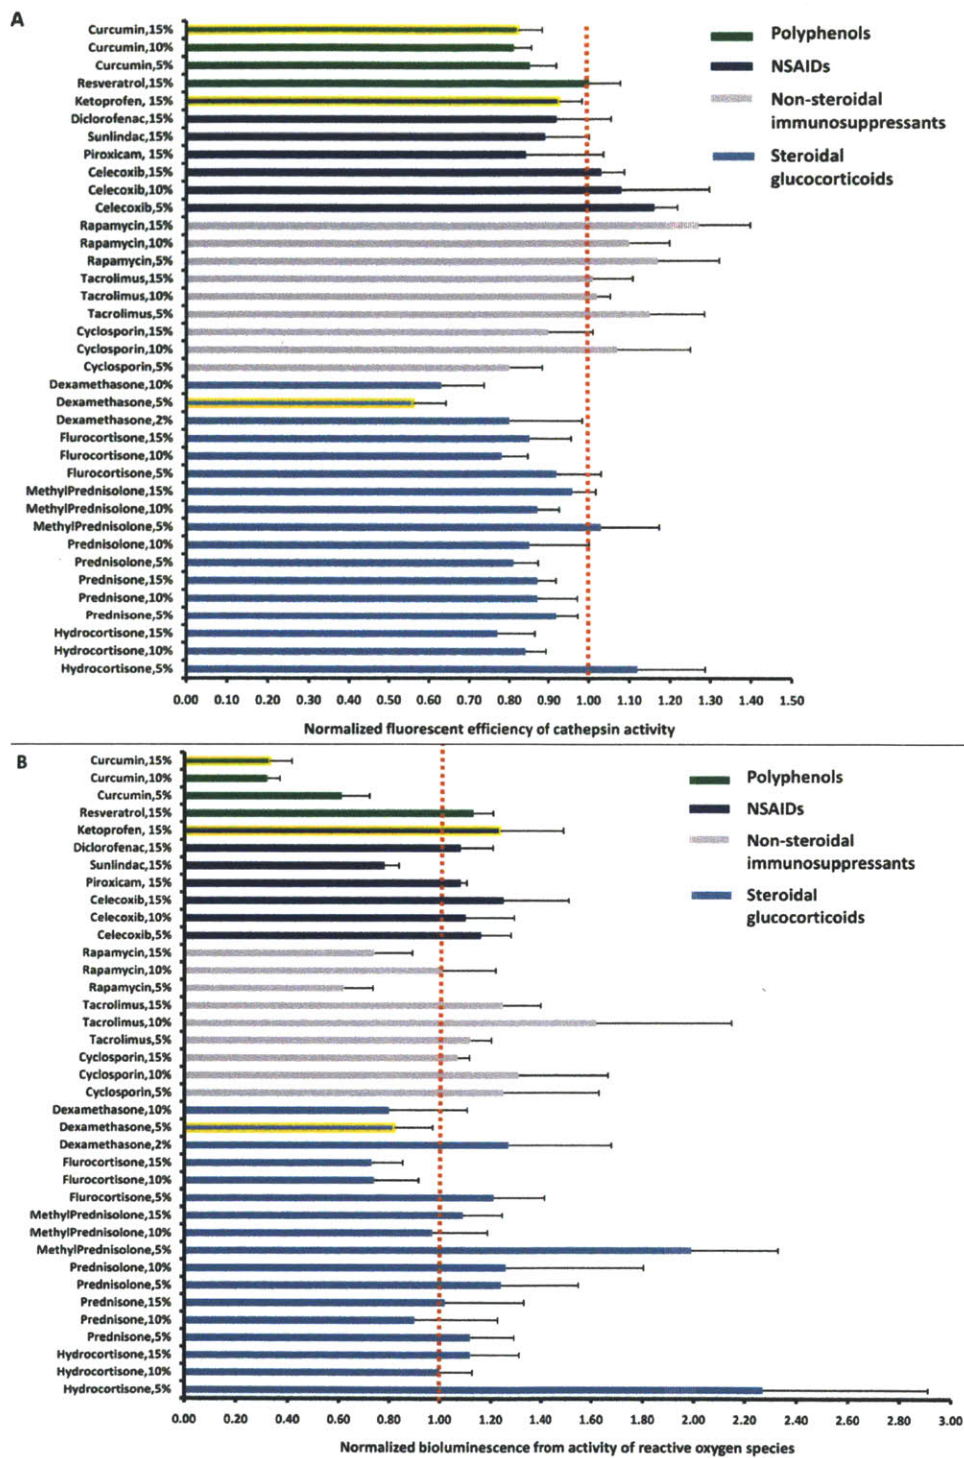 A
Curcumin,15%
Curcumin,10%
Curcumin,5%
Resveratrol,15%
Ketoprofen, 15%
Diclorofenac,15%
Sunlindac,15%
Piroxicam, 15%
Celecoxib,15%
Celecoxib,10%
Celecoxib,5%
Rapamycin,15%
Rapamycin,10%
Rapamycin,5%
Tacrolimus,15%
Tacrolimus,10%
Tacrolimus,5%
Cyclosporin,15%
Cyclosporin,10%
Cyclosporin,5%
Dexamethasone,10%
Dexamethasone,5%
Dexamethasone,2%
Flurocortisone,15%
Flurocortisone,10%
Flurocortisone,5%
MethylPrednisolone,15%
MethylPrednisolone,10%
MethylPrednisolone,5%
Prednisolone,10%
Prednisolone,5%
Prednisone,15%
Prednisone,10%
Prednisone,5%
Hydrocortisone,15%
Hydrocortisone,10%
Hydrocortisone,5%
Polyphenols
NSAIDs
Non-steroidal
immunosuppressants
Steroidal
glucocorticoids
0.00 0.10 0.20 0.30 0.40 0.50 0.60 0.70 0.80 0.90 1.00 1.10 1.20 1.30 1.40 1.50
Normalized fluorescent efficiency of cathepsin activity
B
Curcumin,15%
Curcumin,10%
Curcumin,5%
Resveratrol,15%
Ketoprofen, 15%
Diclorofenac,15%
Sunlindac,15%
Piroxicam, 15%
Celecoxib,15%
Celecoxib,10%
Celecoxib,5%
Rapamycin,15%
Rapamycin,10%
Rapamycin,5%
Tacrolimus,15%
Tacrolimus,10%
Tacrolimus,5%
Cyclosporin,15%
Cyclosporin,10%
Cyclosporin,5%
Dexamethasone,10%
Dexamethasone,5%
Dexamethasone,2%
Flurocortisone,15%
Flurocortisone,10%
Flurocortisone,5%
MethylPrednisolone,15%
MethylPrednisolone,10%
MethylPrednisolone,5%
Prednisolone,10%
Prednisolone,5%
Prednisone,15%
Prednisone,10%
Prednisone,5%
Hydrocortisone,15%
Hydrocortisone,10%
Hydrocortisone,5%
Polyphenols
NSAIDs
Non-steroidal
immunosuppressants
Steroidal
glucocorticoids
0.00 0.20 0.40 0.60 0.80 1.00 1.20 1.40 1.60 1.80 2.00 2.20 2.40 2.60 2.80 3.00
Normalized bioluminescence from activity of reactive oxygen species